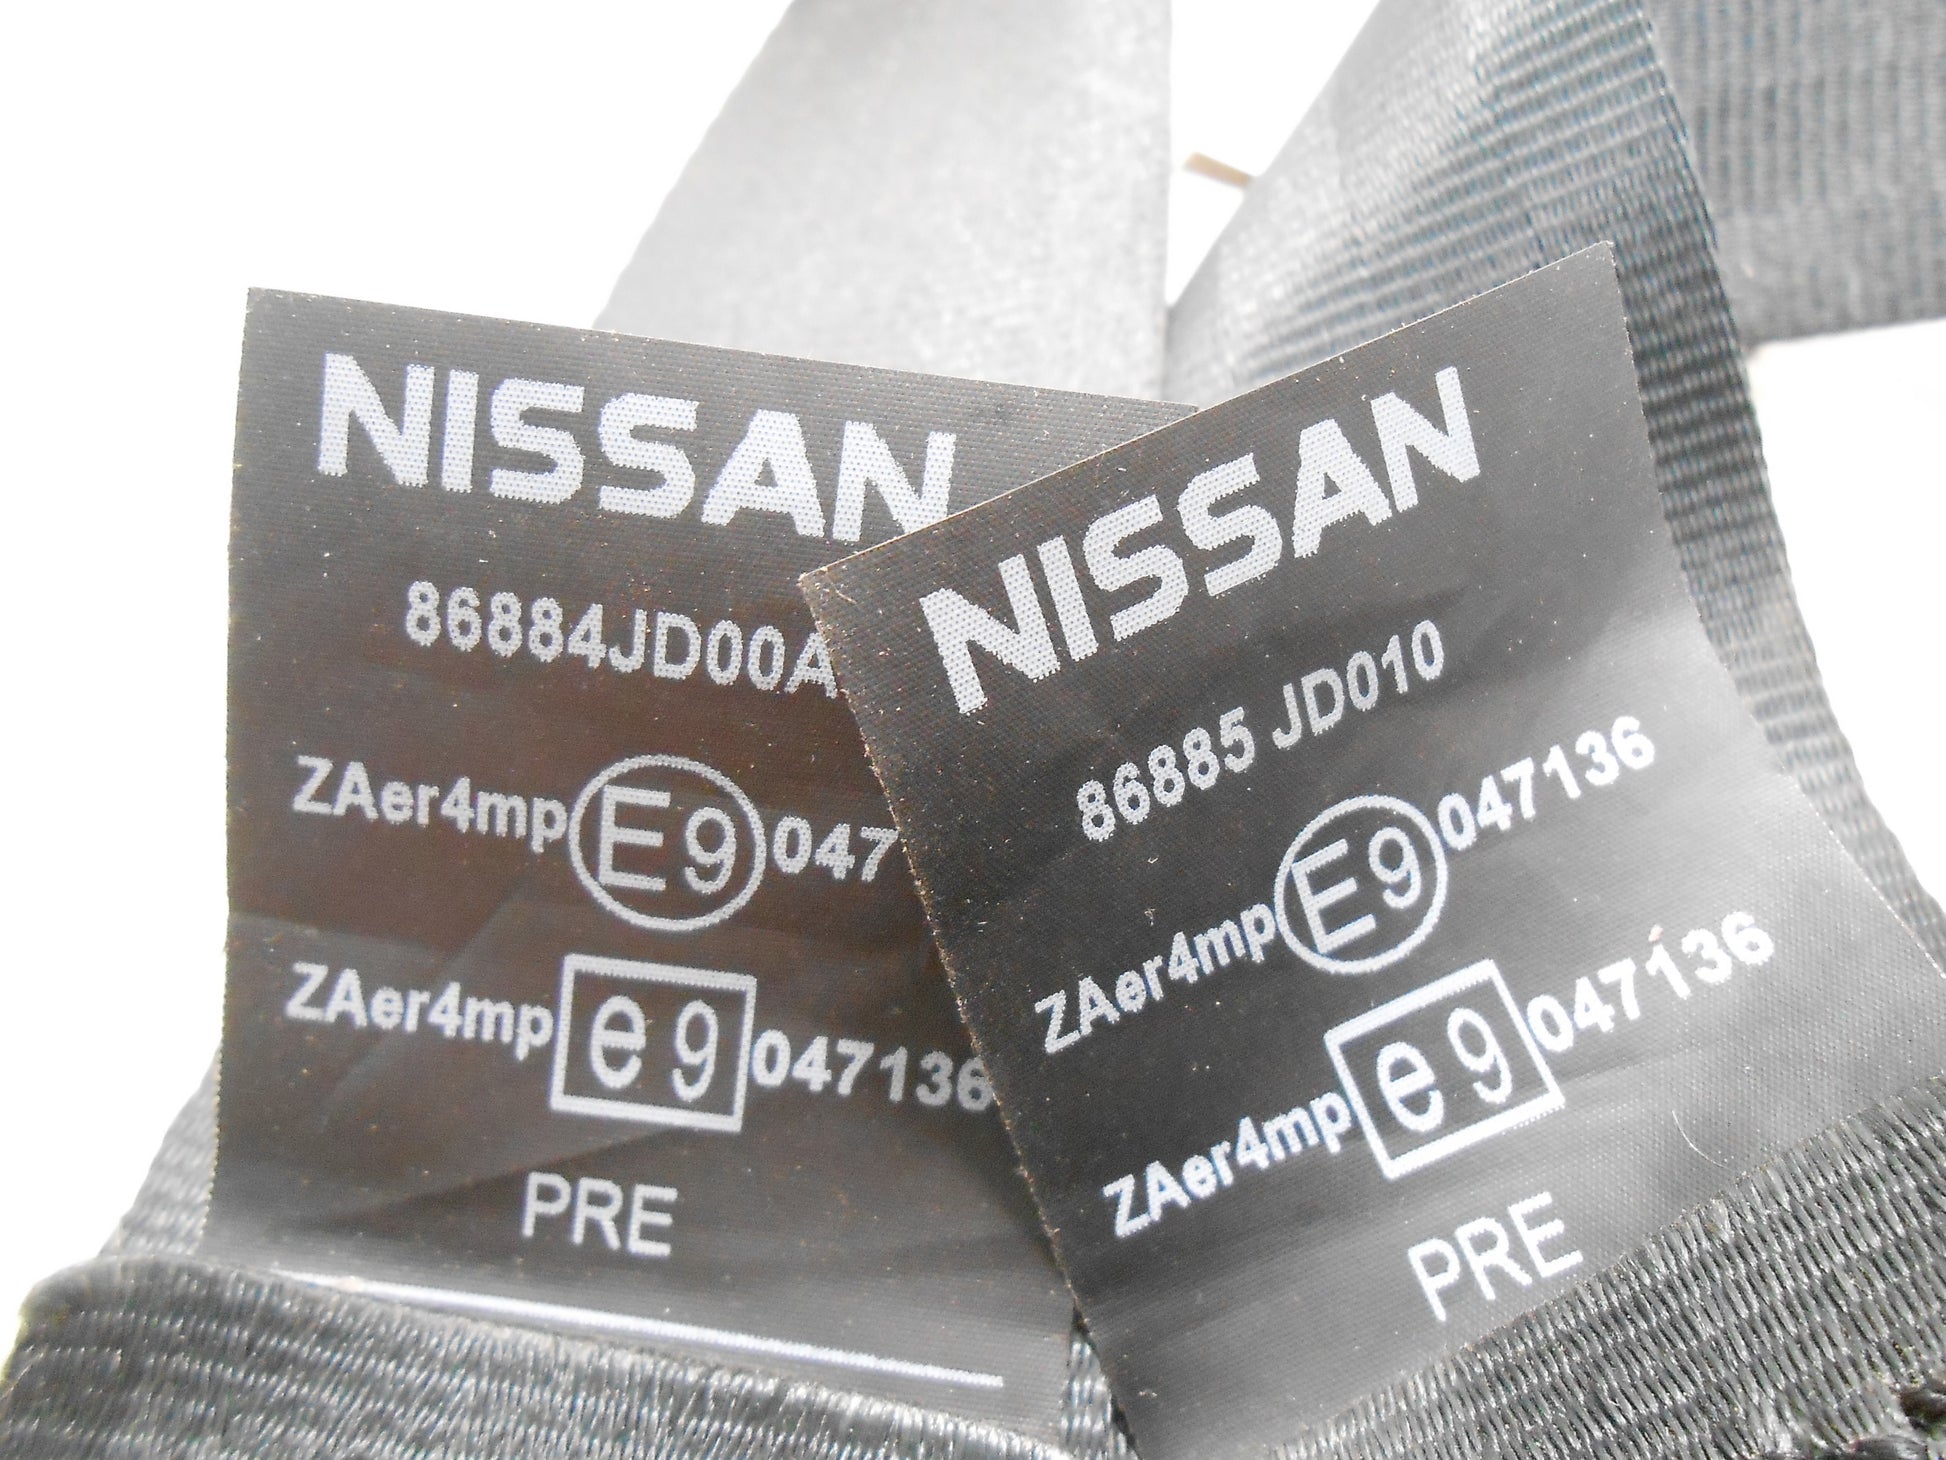 NISSAN
86884JD00A
ZAer4mp E9 047
ZAer4mp e9 047136
PRE
NISSAN
86885 JD010
ZAer4mp E9 047136
ZAer4mp e9 047136
PRE